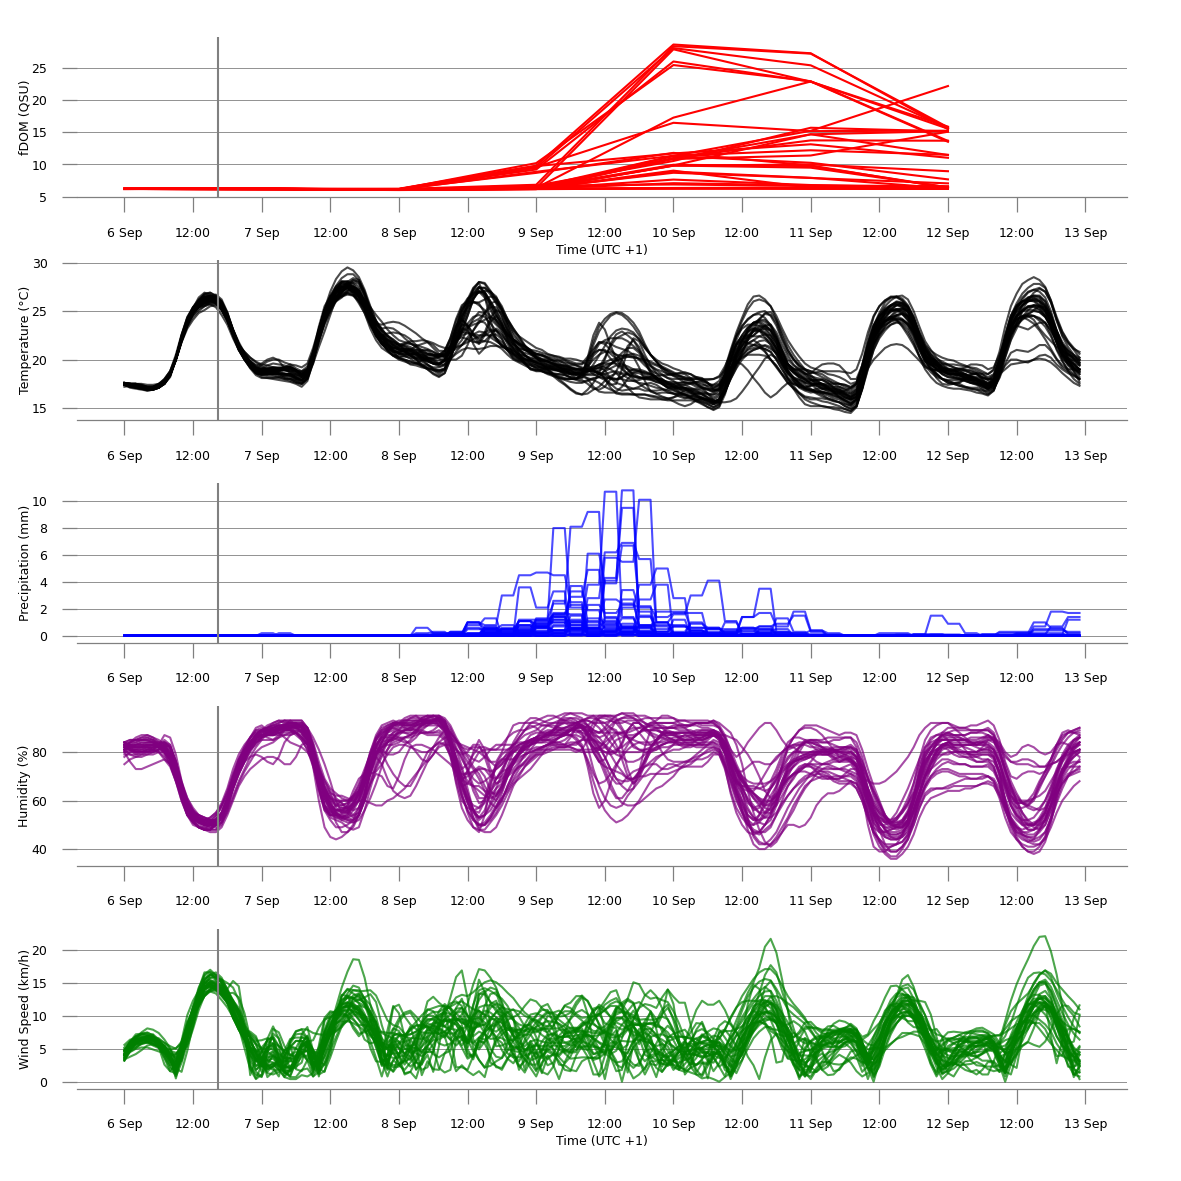 fDOM (QSU)
25
20
15
10
5
6 Sep 12:00 7 Sep 12:00 8 Sep 12:00 9 Sep 12:00 10 Sep 12:00 11 Sep 12:00 12 Sep 12:00 13 Sep
Time (UTC +1)
Temperature (°C)
30
25
20
15
6 Sep 12:00 7 Sep 12:00 8 Sep 12:00 9 Sep 12:00 10 Sep 12:00 11 Sep 12:00 12 Sep 12:00 13 Sep
Precipitation (mm)
10
8
6
4
2
0
6 Sep 12:00 7 Sep 12:00 8 Sep 12:00 9 Sep 12:00 10 Sep 12:00 11 Sep 12:00 12 Sep 12:00 13 Sep
Humidity (%)
80
60
40
6 Sep 12:00 7 Sep 12:00 8 Sep 12:00 9 Sep 12:00 10 Sep 12:00 11 Sep 12:00 12 Sep 12:00 13 Sep
Wind Speed (km/h)
20
15
10
5
0
6 Sep 12:00 7 Sep 12:00 8 Sep 12:00 9 Sep 12:00 10 Sep 12:00 11 Sep 12:00 12 Sep 12:00 13 Sep
Time (UTC +1)